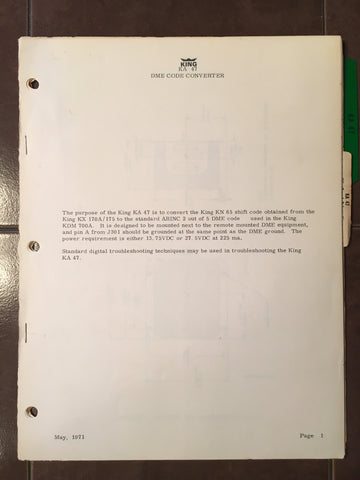 KING
KA 47
DME CODE CONVERTER
The purpose of the King KA 47 is to convert the King KN 65 shift code obtained from the
King KX 170A/175 to the standard ARINC 2 out of 5 DME code used in the King
KDM 700A. It is designed to be mounted next to the remote mounted DME equipment,
and pin A from J301 should be grounded at the same point as the DME ground. The
power requirement is either 13.75VDC or 27.5VDC at 225 ma.
Standard digital troubleshooting techniques may be used in troubleshooting the King
KA 47.
May, 1971
Page 1